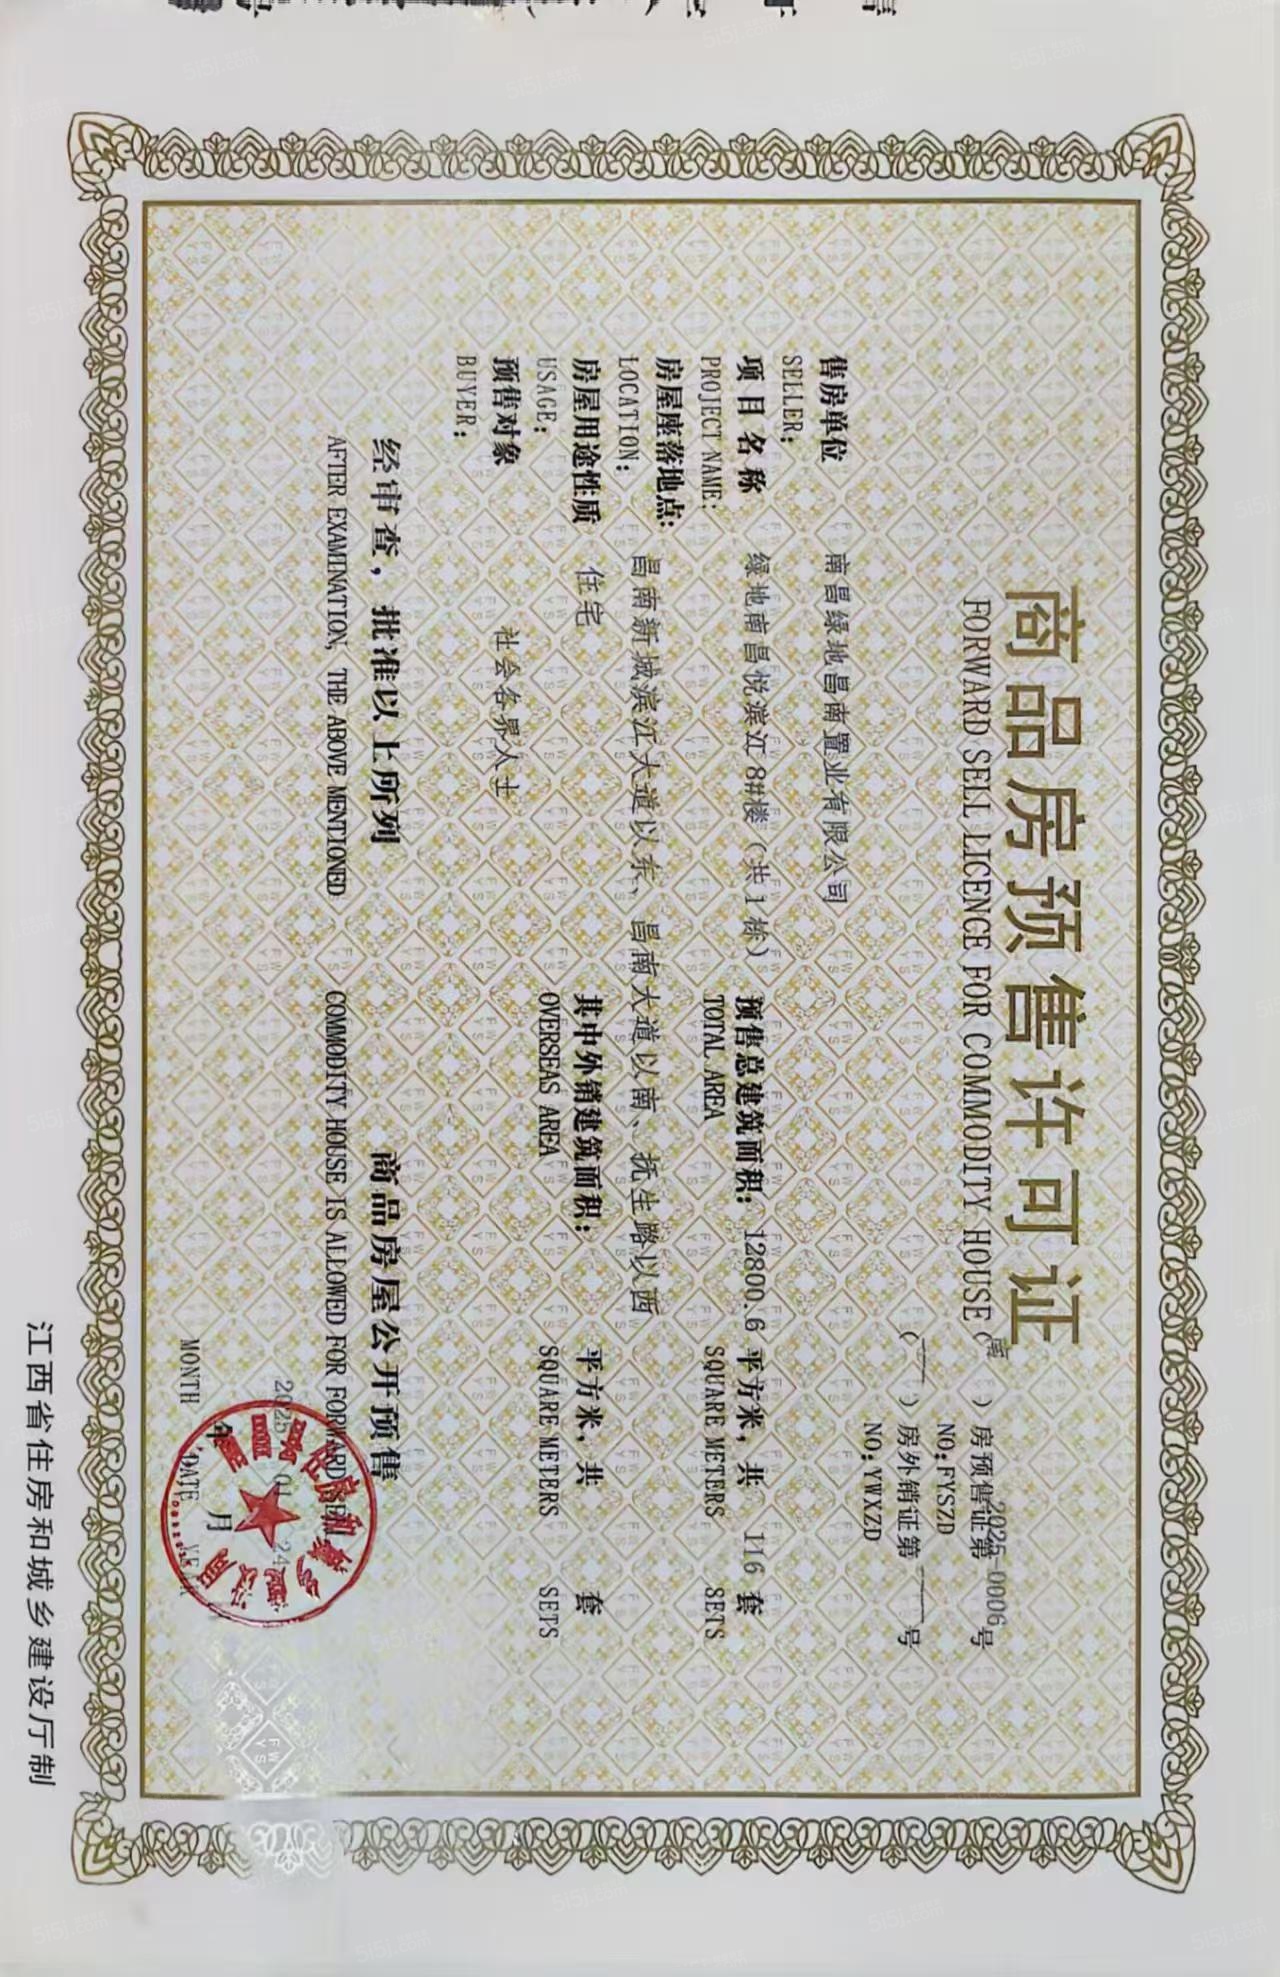 商品房预售许可证
FORWARD SELL LICENCE FOR COMMODITY HOUSE
（南）房预售证第2025-0006号
NO:FYSZD
（—）房外销证第—号
NO:YWXZD
售房单位 南昌绿地昌南置业有限公司
SELLER:
项目名称 绿地南昌悦滨江8#楼（共1栋） 预售总建筑面积：12800.6 平方米，共 116 套
PROJECT NAME: TOTAL AREA SQUARE METERS SETS
房屋座落地点: 昌南新城滨江大道以东、昌南大道以南、抚生路以西
LOCATION:
房屋用途性质 住宅 其中外销建筑面积： 平方米，共 套
USAGE: OVERSEAS AREA SQUARE METERS SETS
预售对象 社会各界人士
BUYER:
经审查，批准以上所列 商品房屋公开预售
AFTER EXAMINATION, THE ABOVE MENTIONED COMMODITY HOUSE IS ALLOWED FOR FORWARD SELL
2025 01 24
年 月
MONTH DATE
江西省住房和城乡建设厅制
5i5j.com